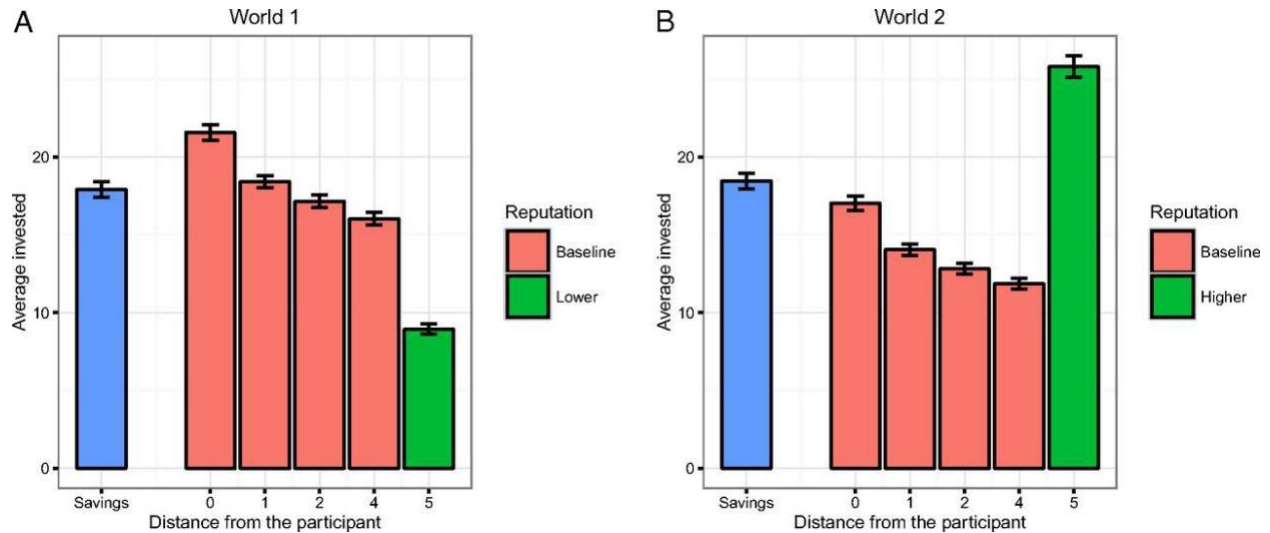 A
World 1
Average invested
20
10
0
Savings
0
1
2
4
5
Distance from the participant
Reputation
Baseline
Lower
B
World 2
Average invested
20
10
0
Savings
0
1
2
4
5
Distance from the participant
Reputation
Baseline
Higher